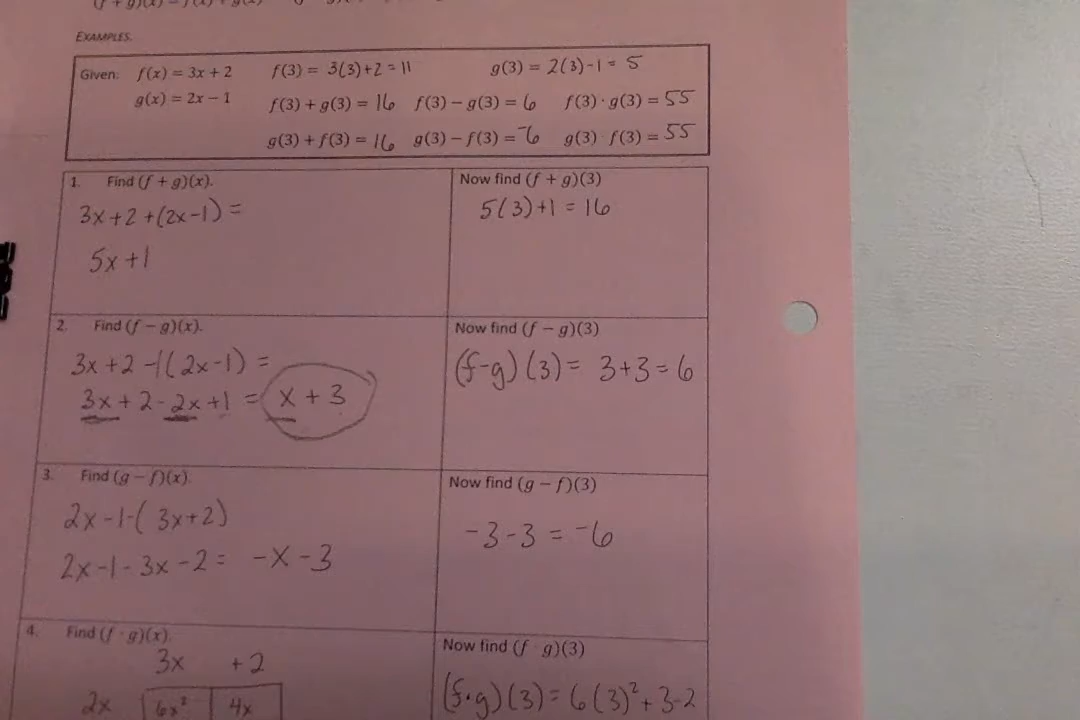 EXAMPLES.
Given: f(x) = 3x + 2 f(3) = 3(3)+2 = 11 g(3) = 2(3)-1 = 5
g(x) = 2x − 1 f(3) + g(3) = 16 f(3) − g(3) = 6 f(3) · g(3) = 55
g(3) + f(3) = 16 g(3) − f(3) = -6 g(3) · f(3) = 55
1. Find (f + g)(x). Now find (f + g)(3)
3x+2 +(2x-1) = 5(3)+1 = 16
5x +1
2. Find (f − g)(x). Now find (f − g)(3)
3x +2 -1(2x-1) = (f-g)(3) = 3+3=6
3x + 2 - 2x +1 = x + 3
3. Find (g − f)(x). Now find (g − f)(3)
2x-1-(3x+2) -3-3 = -6
2x-1-3x-2 = -x-3
4. Find (f · g)(x). Now find (f · g)(3)
3x +2
2x 6x² 4x (f·g)(3) = 6(3)²+3-2